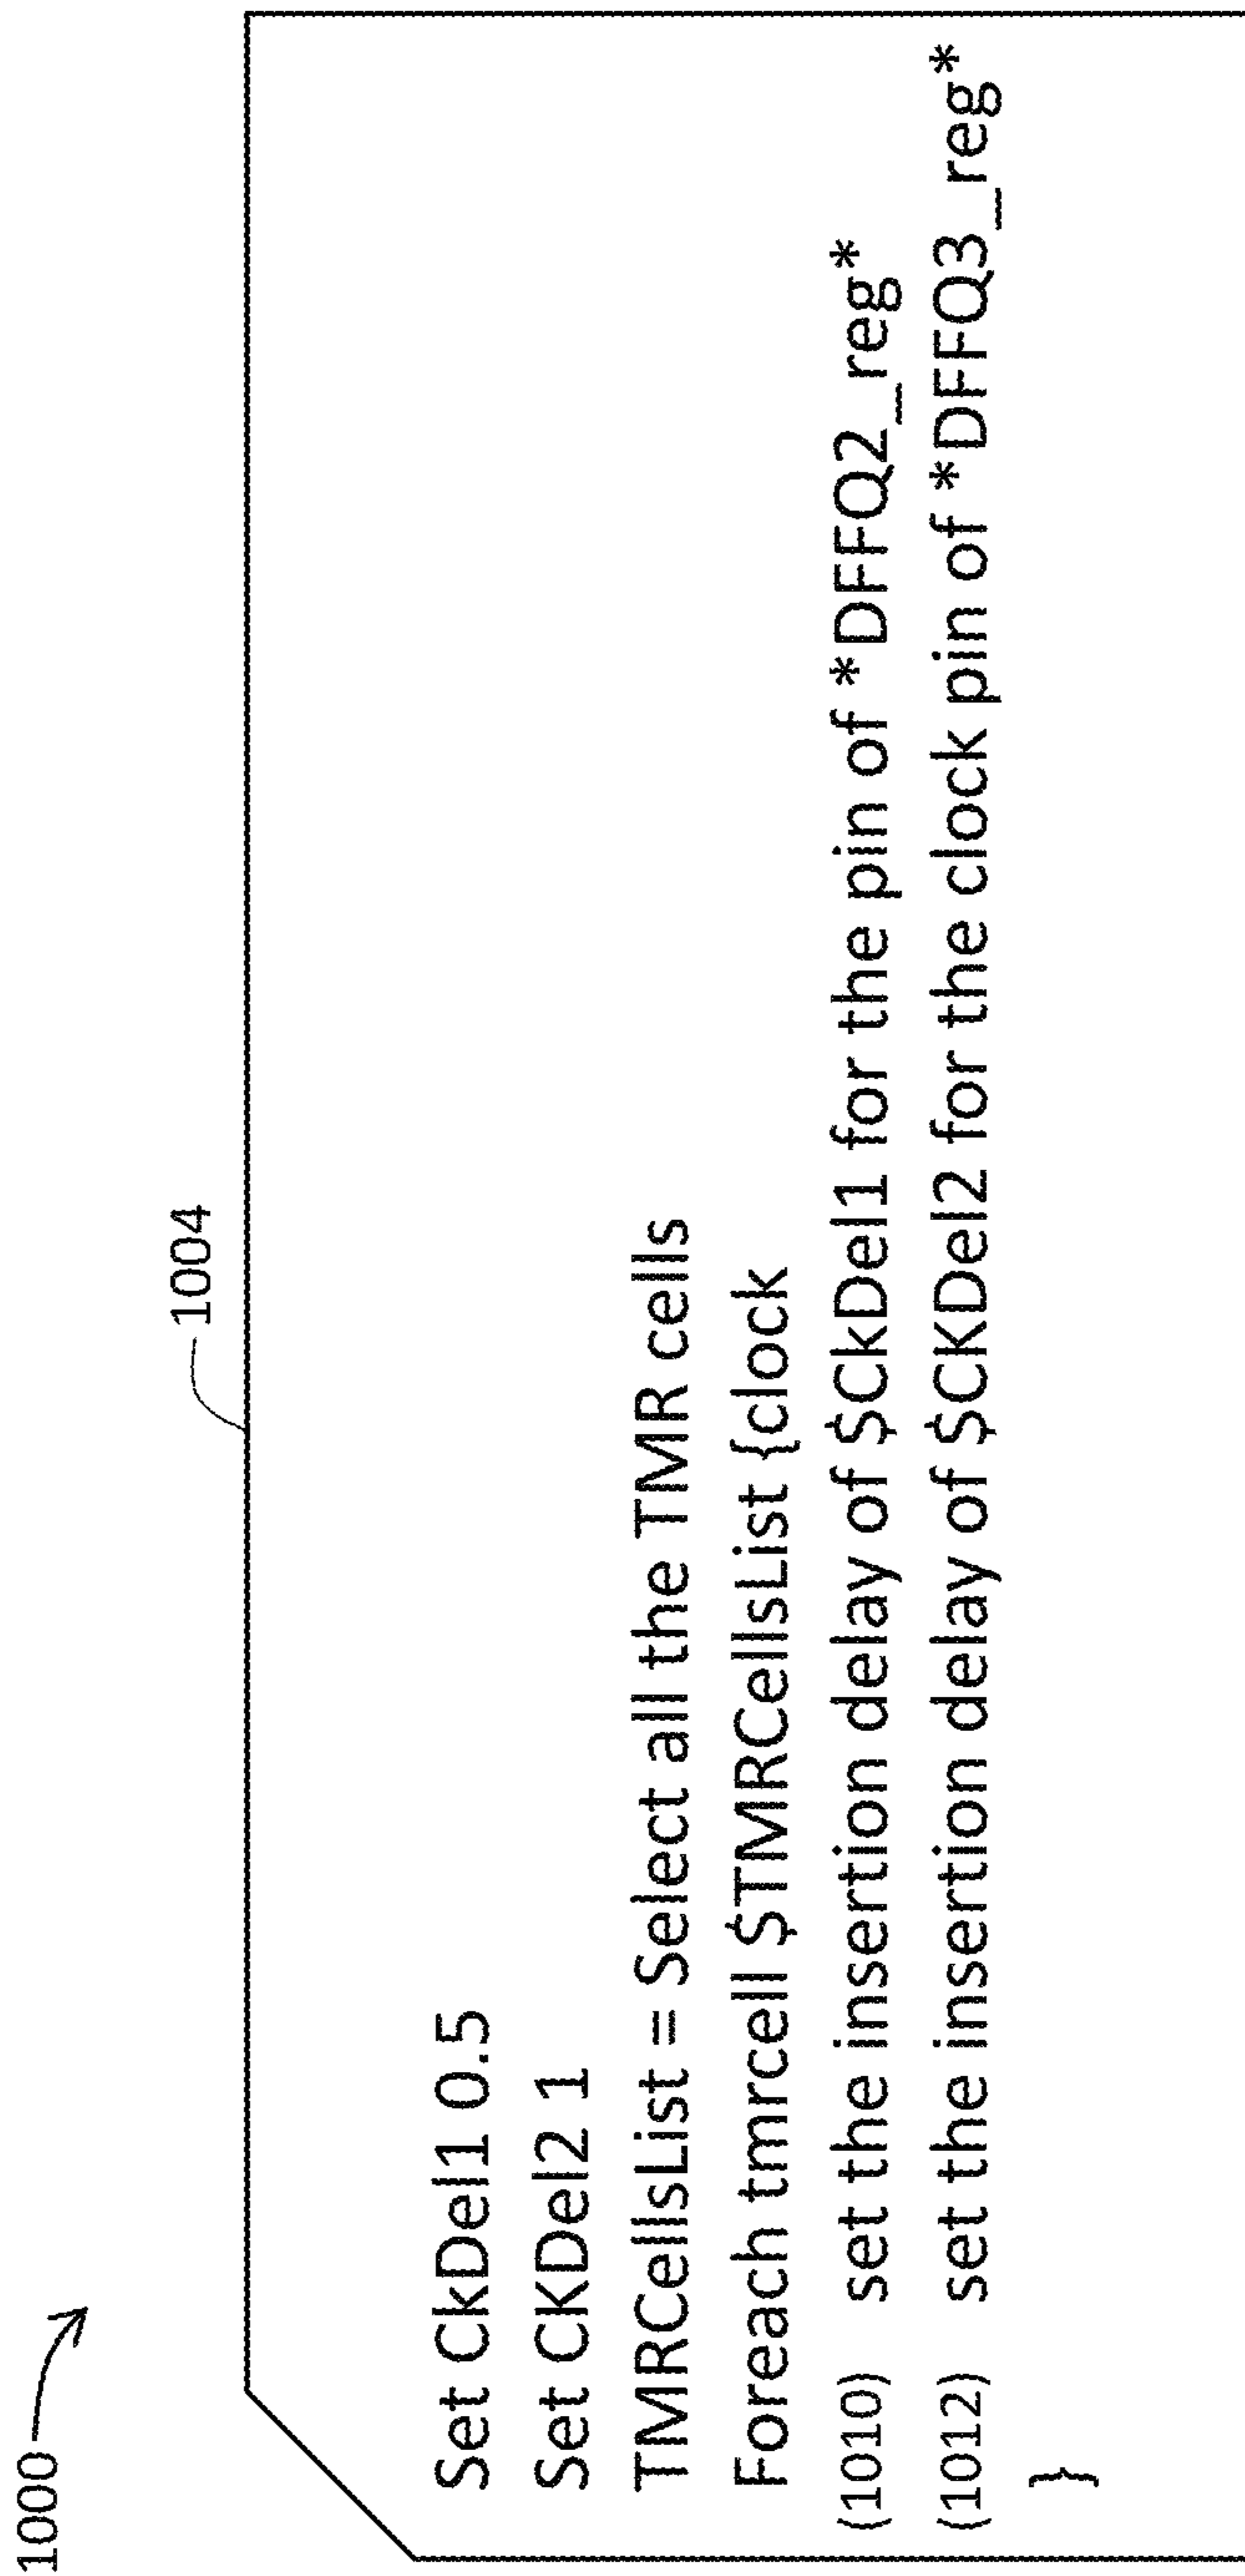 1000
1004
Set CkDel1 0.5
Set CKDel2 1
TMRCellsList = Select all the TMR cells
Foreach tmrcell $TMRCellsList {clock
(1010) set the insertion delay of $CkDel1 for the pin of *DFFQ2_reg*
(1012) set the insertion delay of $CKDel2 for the clock pin of *DFFQ3_reg*
}